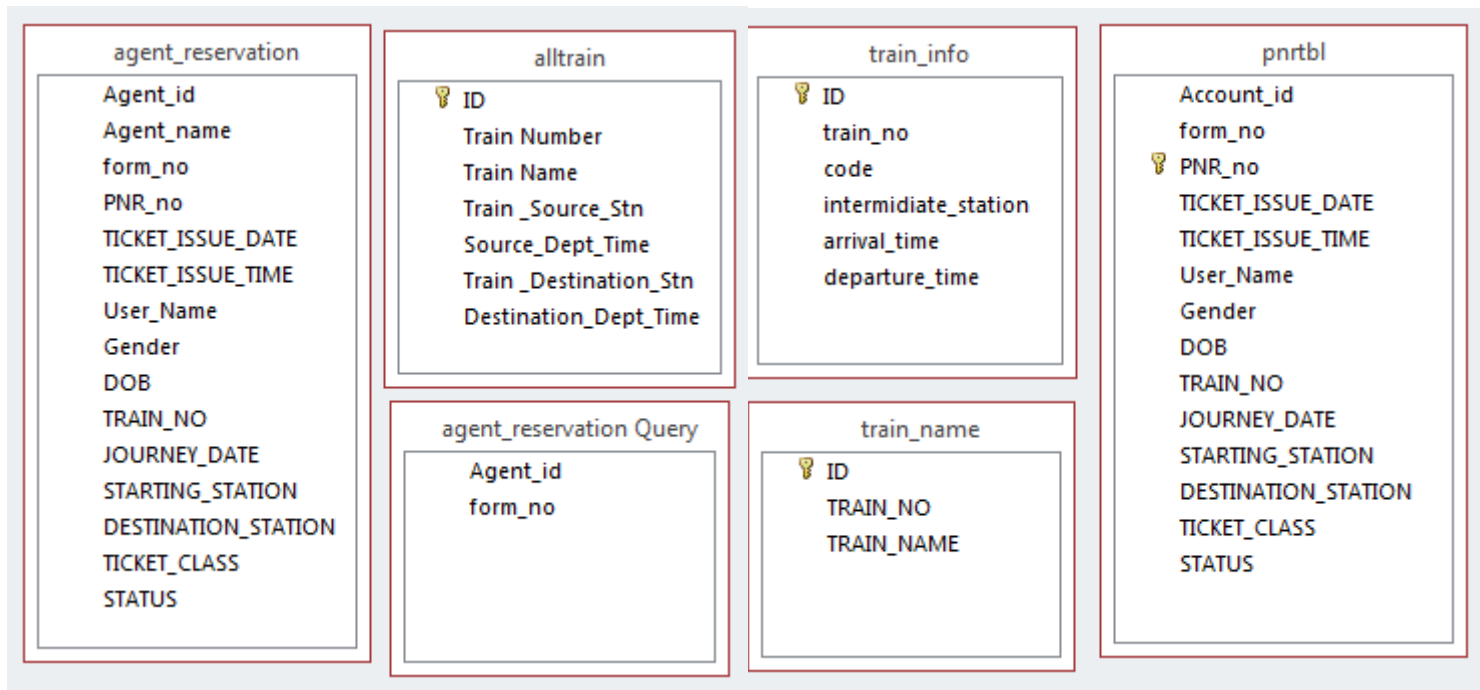 agent_reservation
Agent_id
Agent_name
form_no
PNR_no
TICKET_ISSUE_DATE
TICKET_ISSUE_TIME
User_Name
Gender
DOB
TRAIN_NO
JOURNEY_DATE
STARTING_STATION
DESTINATION_STATION
TICKET_CLASS
STATUS
alltrain
ID
Train Number
Train Name
Train _Source_Stn
Source_Dept_Time
Train _Destination_Stn
Destination_Dept_Time
agent_reservation Query
Agent_id
form_no
train_info
ID
train_no
code
intermidiate_station
arrival_time
departure_time
train_name
ID
TRAIN_NO
TRAIN_NAME
pnrtbl
Account_id
form_no
PNR_no
TICKET_ISSUE_DATE
TICKET_ISSUE_TIME
User_Name
Gender
DOB
TRAIN_NO
JOURNEY_DATE
STARTING_STATION
DESTINATION_STATION
TICKET_CLASS
STATUS